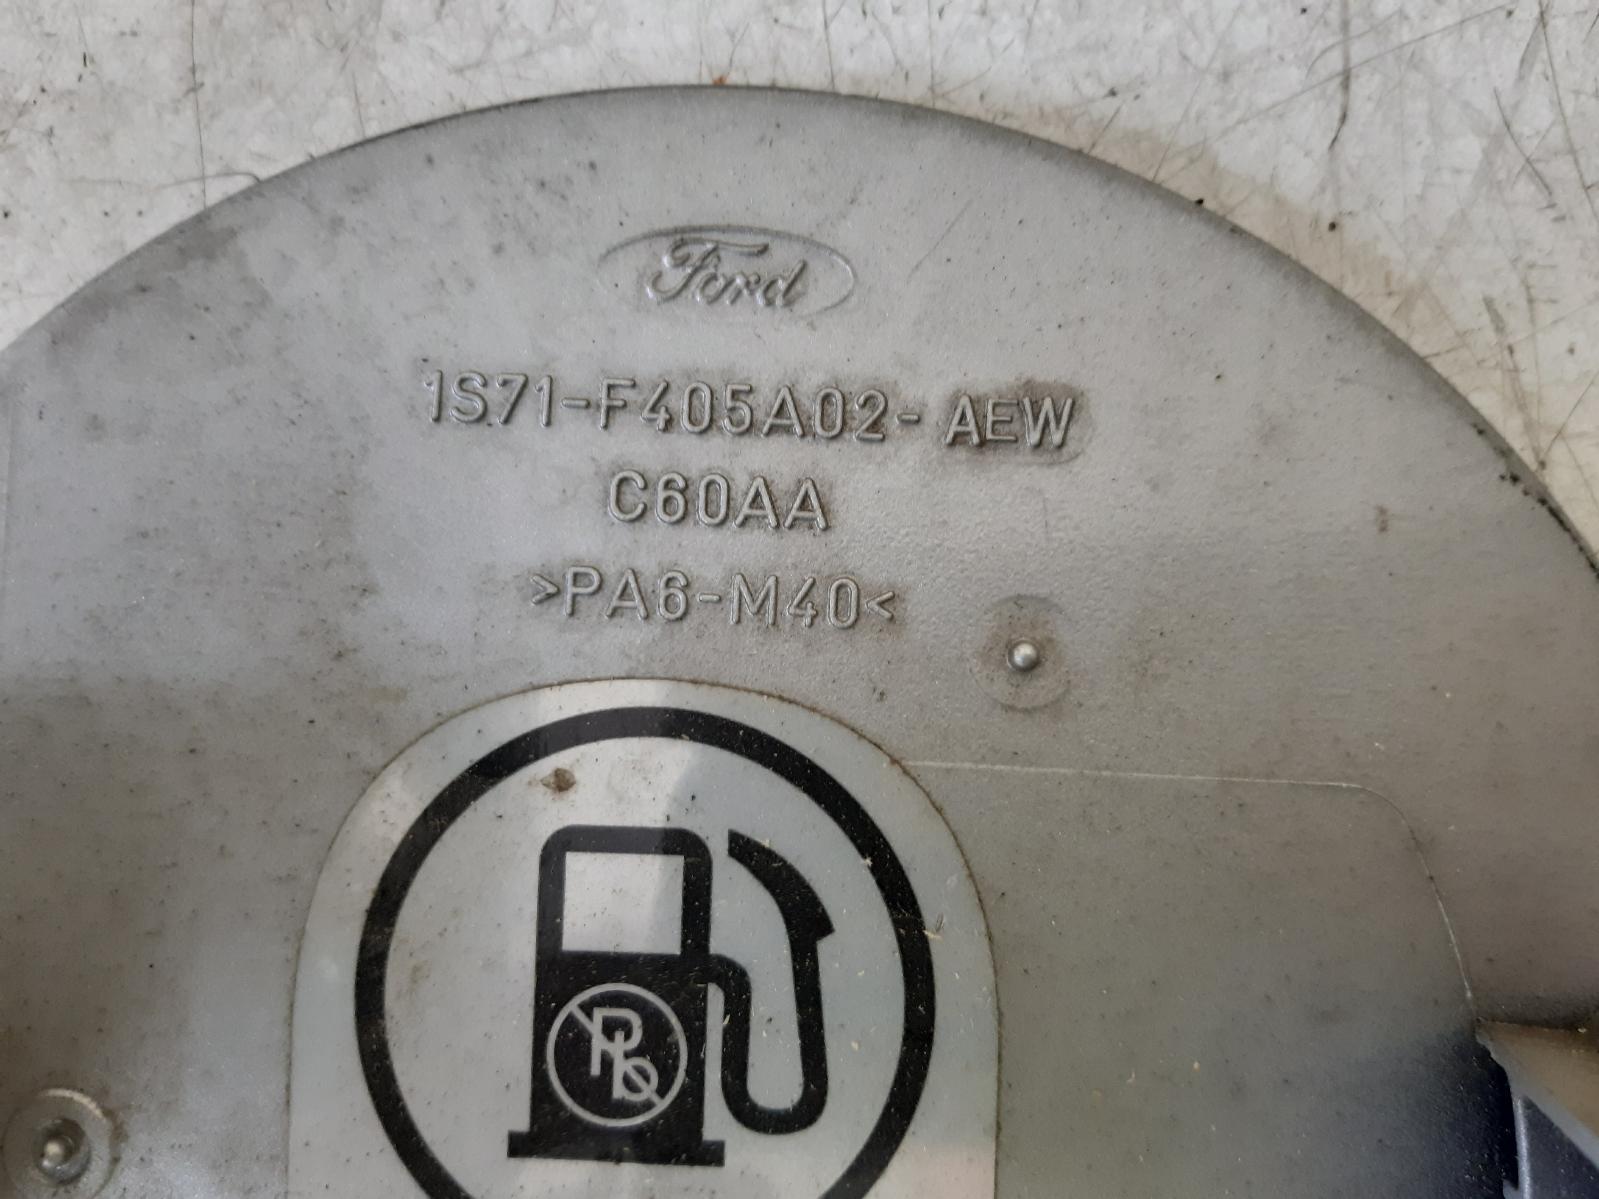 Ford
1S71-F405A02-AEW
C60AA
>PA6-M40<
Pb